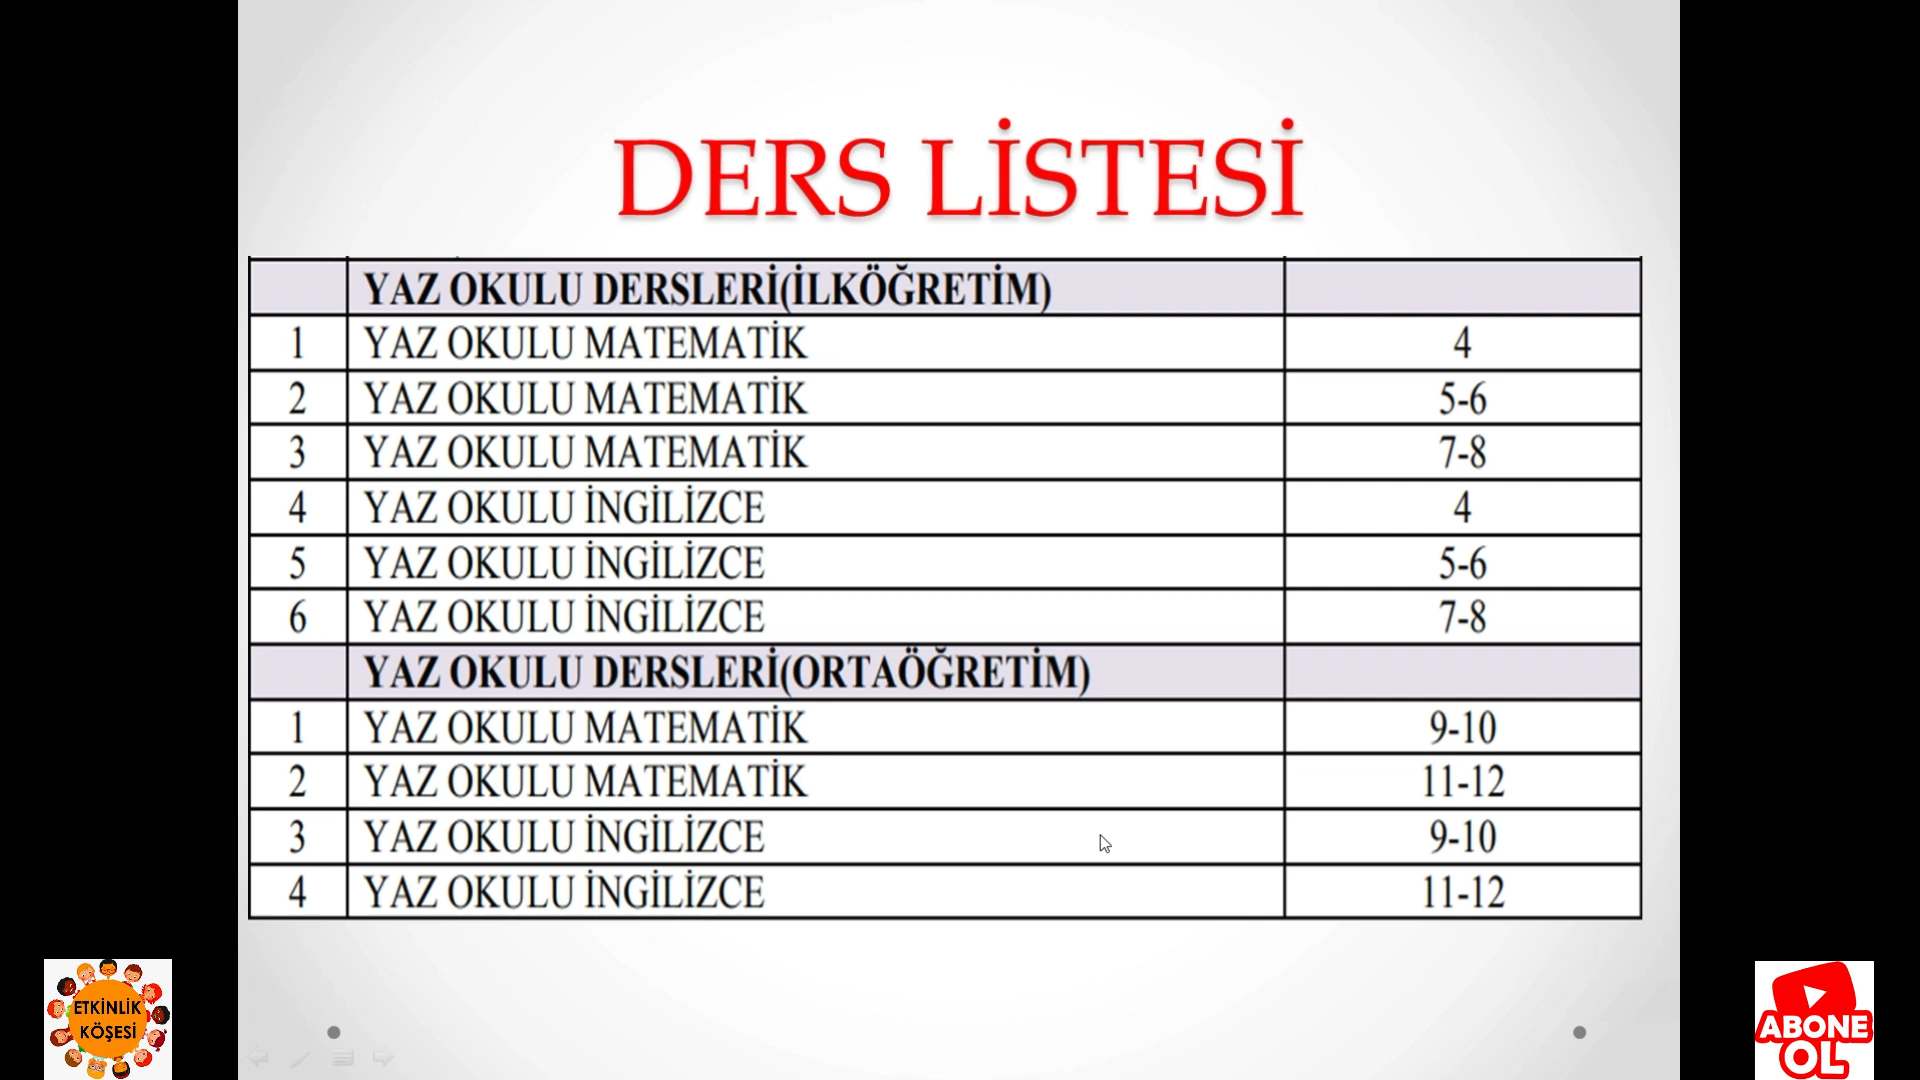 DERS LİSTESİ
YAZ OKULU DERSLERİ(İLKÖĞRETİM)
1 YAZ OKULU MATEMATİK 4
2 YAZ OKULU MATEMATİK 5-6
3 YAZ OKULU MATEMATİK 7-8
4 YAZ OKULU İNGİLİZCE 4
5 YAZ OKULU İNGİLİZCE 5-6
6 YAZ OKULU İNGİLİZCE 7-8
YAZ OKULU DERSLERİ(ORTAÖĞRETİM)
1 YAZ OKULU MATEMATİK 9-10
2 YAZ OKULU MATEMATİK 11-12
3 YAZ OKULU İNGİLİZCE 9-10
4 YAZ OKULU İNGİLİZCE 11-12
ETKİNLİK
KÖŞESİ
ABONE
OL